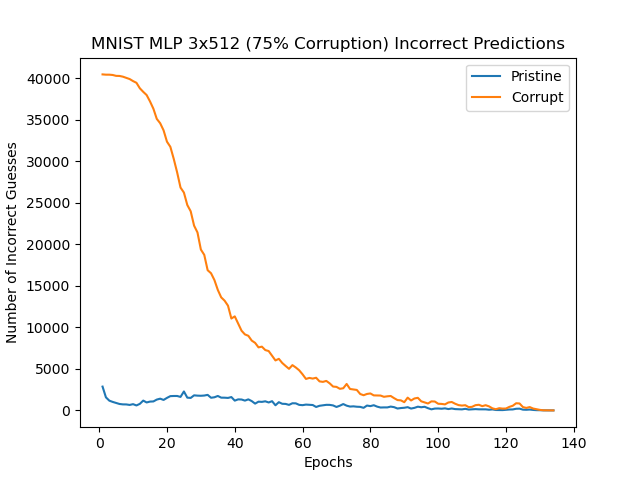 MNIST MLP 3x512 (75% Corruption) Incorrect Predictions
Number of Incorrect Guesses
40000
35000
30000
25000
20000
15000
10000
5000
0
Pristine
Corrupt
0 20 40 60 80 100 120 140
Epochs